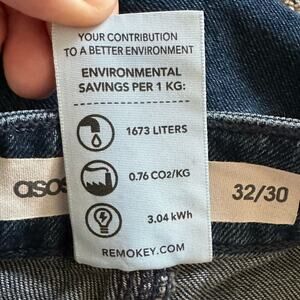 YOUR CONTRIBUTION
TO A BETTER ENVIRONMENT
ENVIRONMENTAL
SAVINGS PER 1 KG:
1673 LITERS
0.76 CO2/KG
3.04 kWh
REMOKEY.COM
asos
32/30